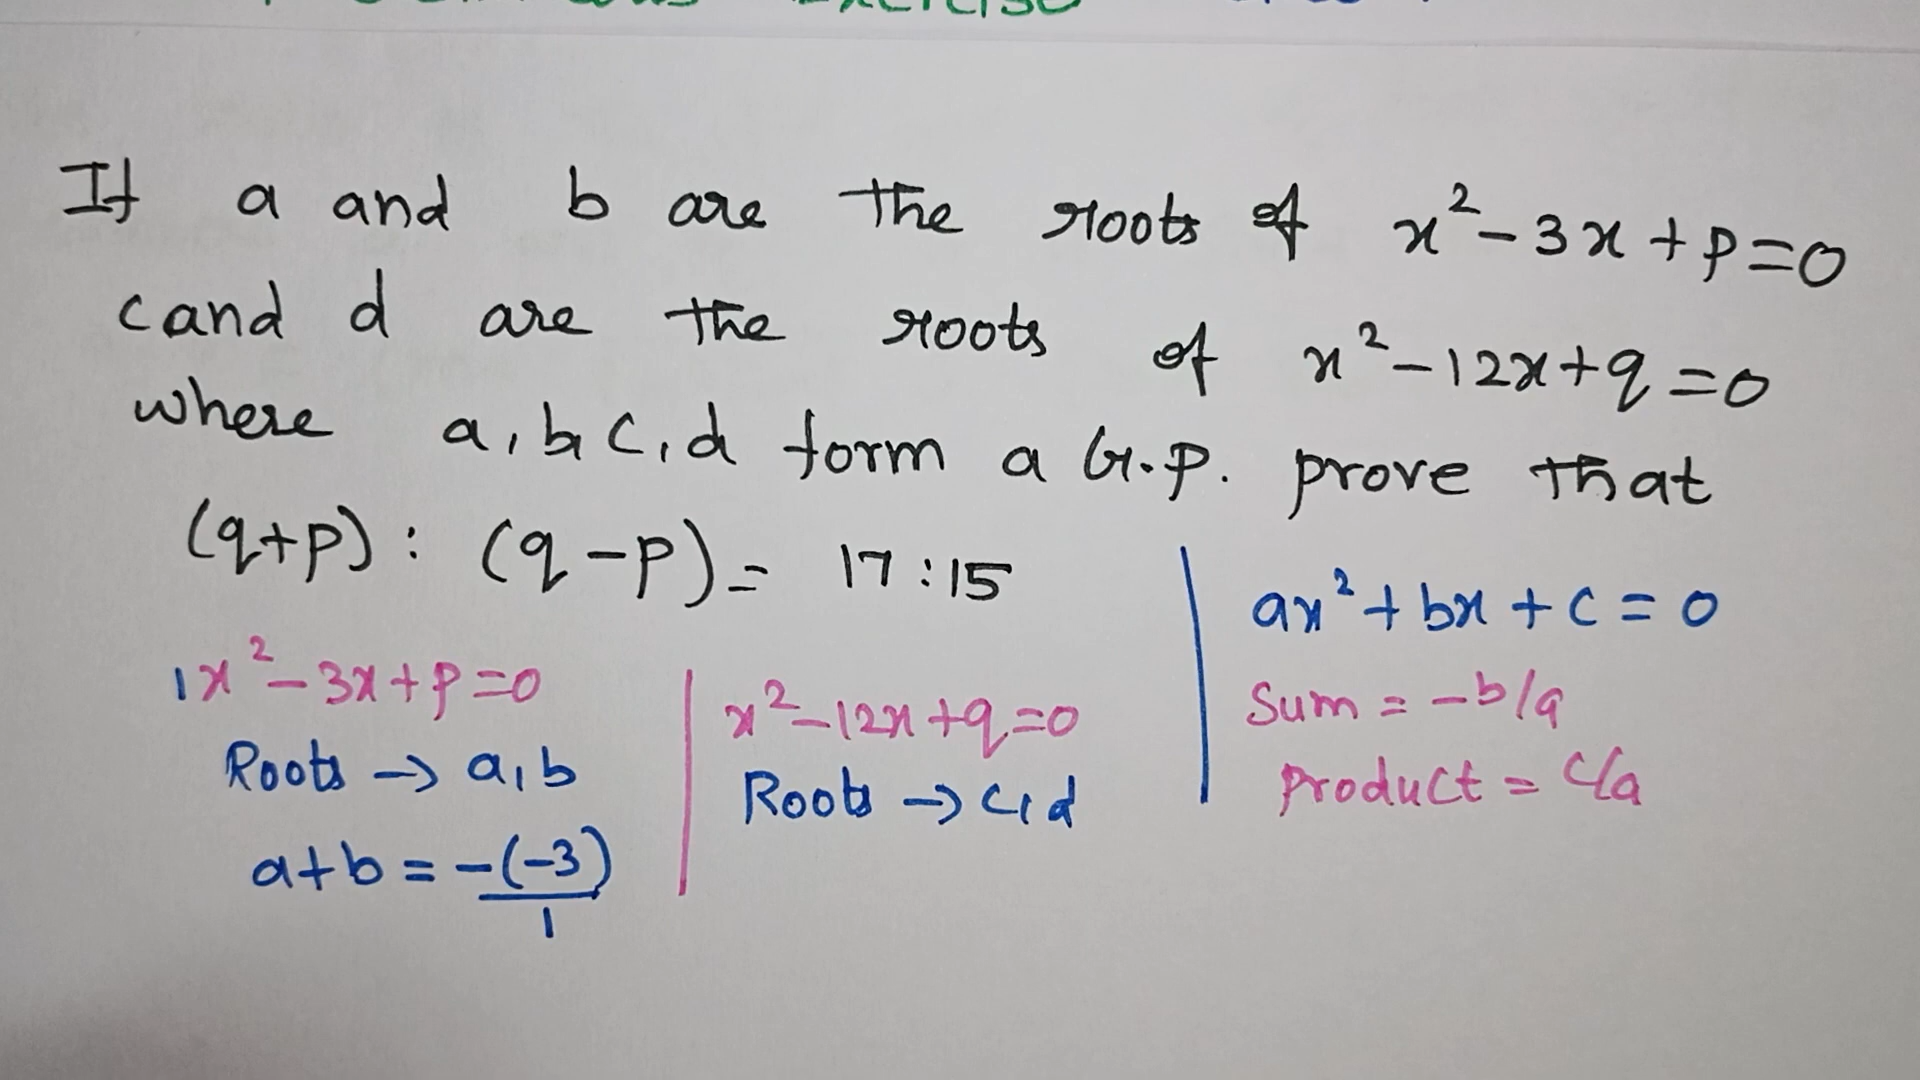 Exercise
If a and b are the roots of x²-3x+p=0
c and d are the roots of x²-12x+q=0
where a, b, c, d form a G.P. prove that
(q+p) : (q-p) = 17:15
ax²+bx+c=0
1x²-3x+p=0
x²-12x+q=0
Sum = -b/a
Roots → a, b
Roots → c, d
Product = c/a
a+b = -(-3)/1